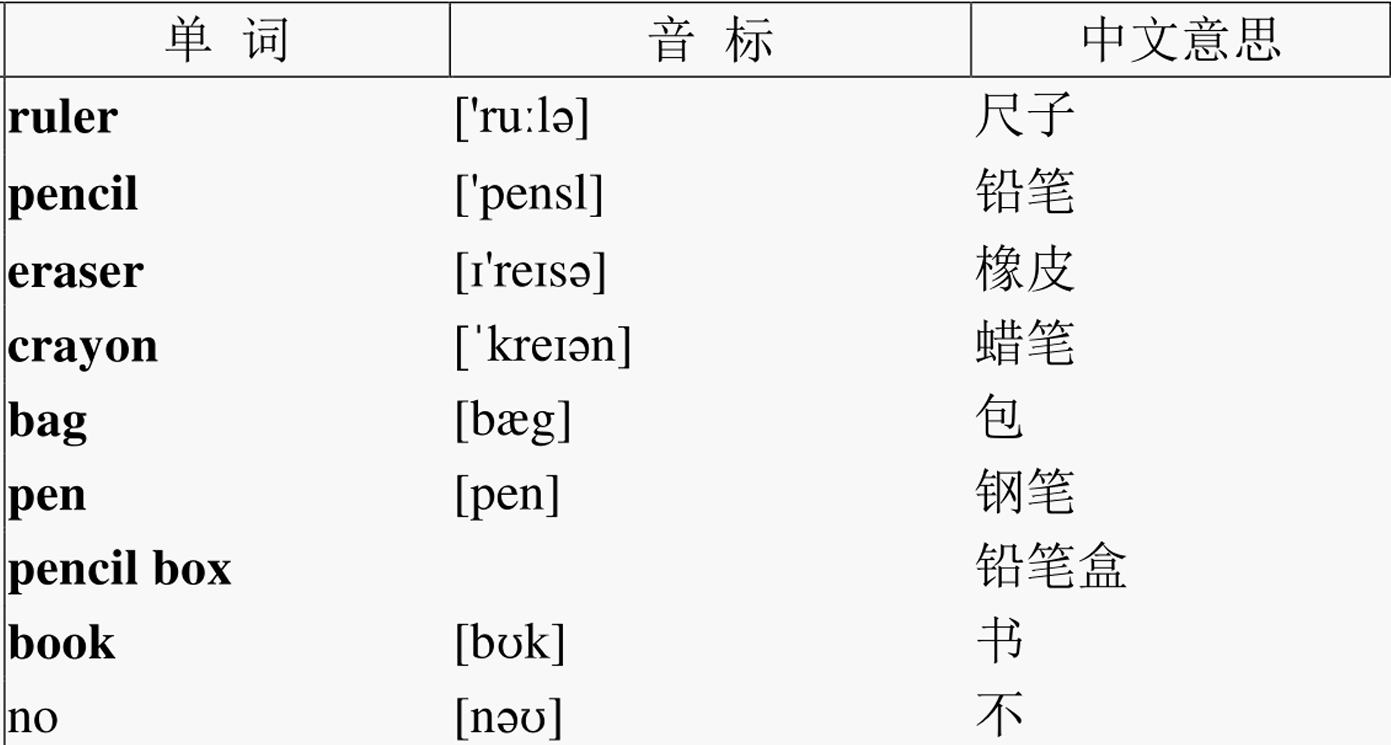 单 词 音 标 中文意思
ruler ['ruːlə] 尺子
pencil ['pensl] 铅笔
eraser [ɪ'reɪsə] 橡皮
crayon [ˈkreɪən] 蜡笔
bag [bæg] 包
pen [pen] 钢笔
pencil box 铅笔盒
book [bʊk] 书
no [nəʊ] 不